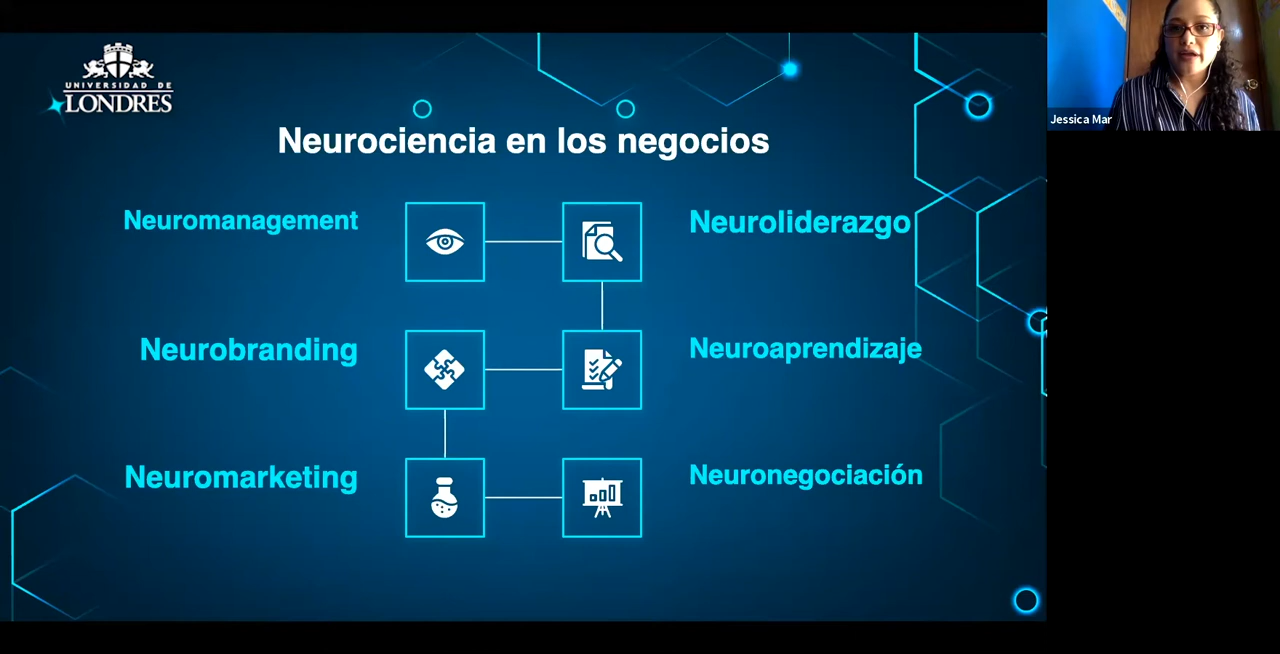 UNIVERSIDAD DE
LONDRES
Neurociencia en los negocios
Neuromanagement
Neuroliderazgo
Neurobranding
Neuroaprendizaje
Neuromarketing
Neuronegociación
Jessica Mar